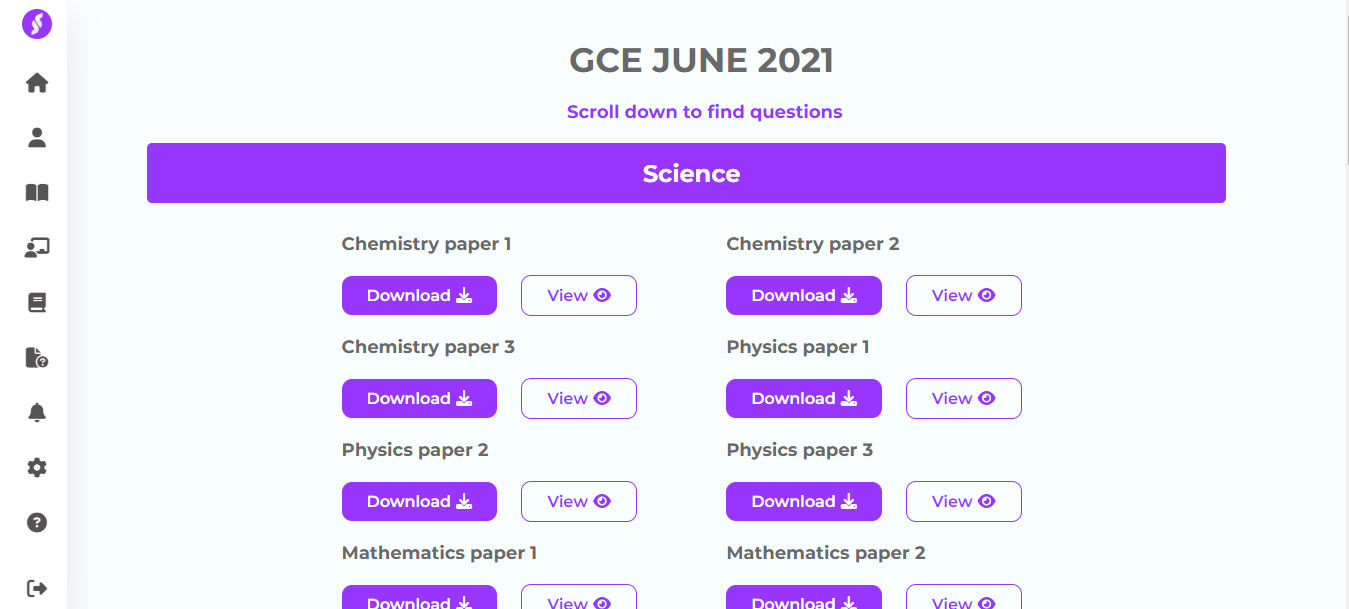 GCE JUNE 2021
Scroll down to find questions
Science
Chemistry paper 1
Chemistry paper 2
Download
View
Download
View
Chemistry paper 3
Physics paper 1
Download
View
Download
View
Physics paper 2
Physics paper 3
Download
View
Download
View
Mathematics paper 1
Mathematics paper 2
Download
View
Download
View